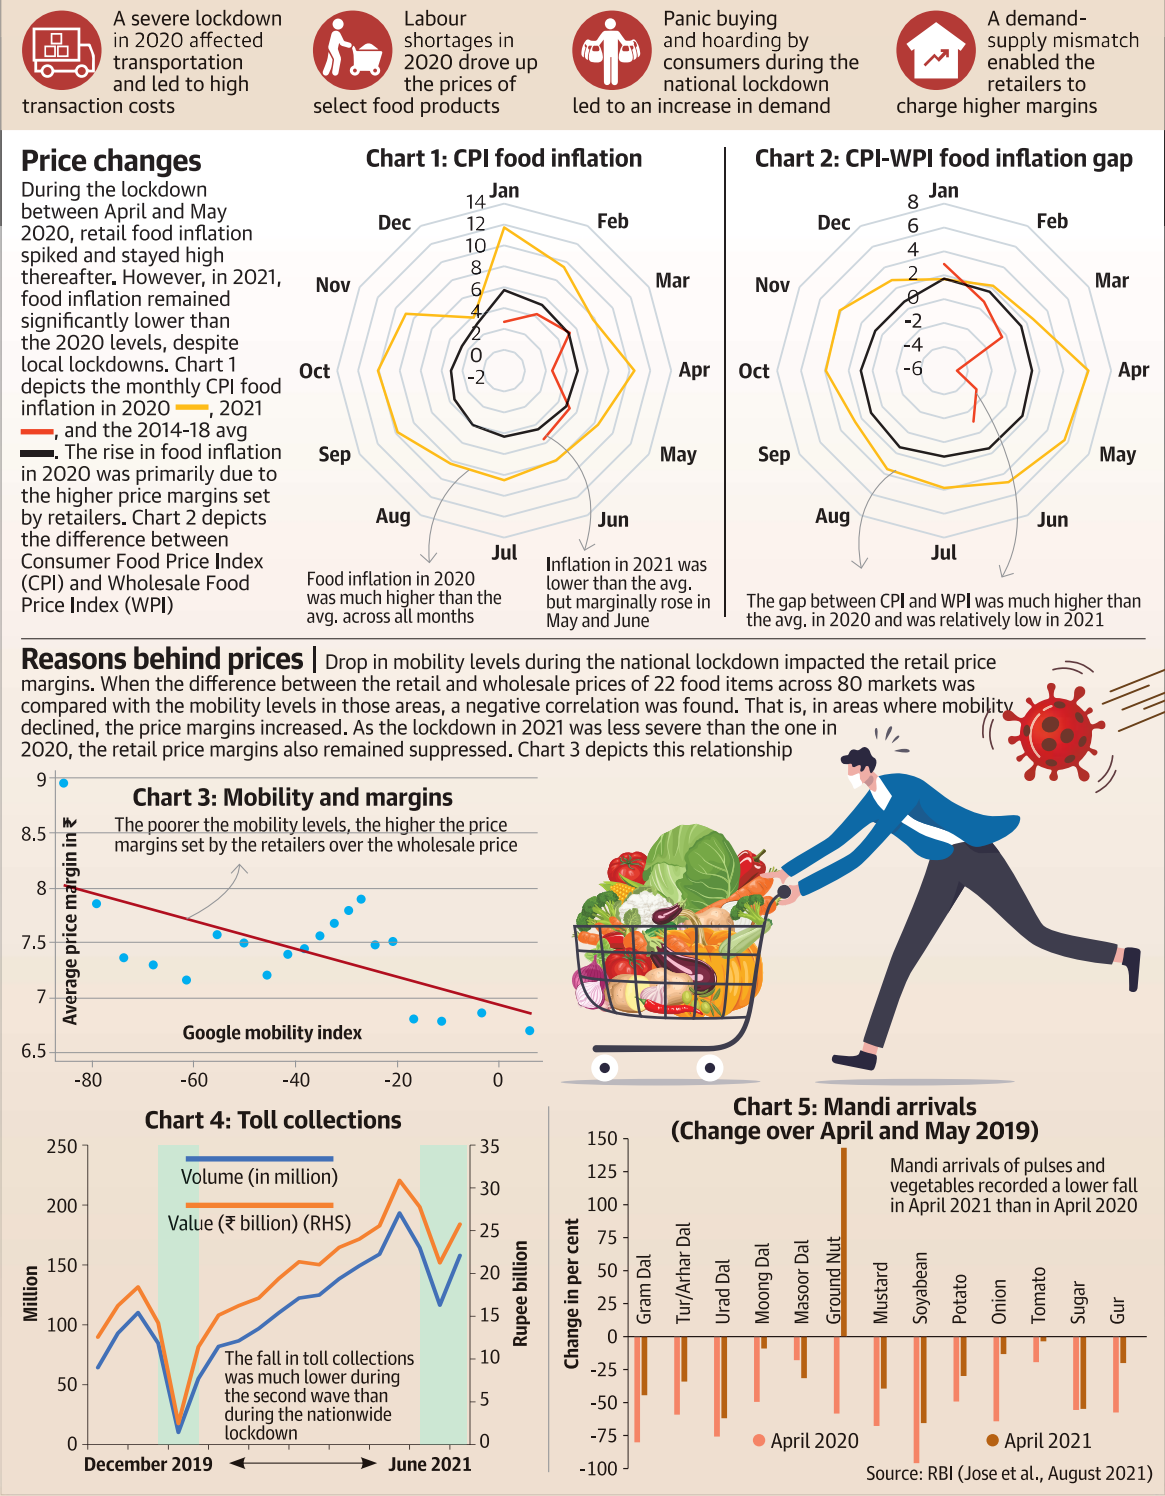 A severe lockdown
in 2020 affected
transportation
and led to high
transaction costs
Labour
shortages in
2020 drove up
the prices of
select food products
Panic buying
and hoarding by
consumers during the
national lockdown
led to an increase in demand
A demand-
supply mismatch
enabled the
retailers to
charge higher margins
Price changes
During the lockdown
between April and May
2020, retail food inflation
spiked and stayed high
thereafter. However, in 2021,
food inflation remained
significantly lower than
the 2020 levels, despite
local lockdowns. Chart 1
depicts the monthly CPI food
inflation in 2020 , 2021
, and the 2014-18 avg
. The rise in food inflation
in 2020 was primarily due to
the higher price margins set
by retailers. Chart 2 depicts
the difference between
Consumer Food Price Index
(CPI) and Wholesale Food
Price Index (WPI)
Chart 1: CPI food inflation
Jan
Feb
Mar
Apr
May
Jun
Jul
Aug
Sep
Oct
Nov
Dec
14
12
10
8
6
4
2
0
-2
Food inflation in 2020
was much higher than the
avg. across all months
Inflation in 2021 was
lower than the avg.
but marginally rose in
May and June
Chart 2: CPI-WPI food inflation gap
Jan
Feb
Mar
Apr
May
Jun
Jul
Aug
Sep
Oct
Nov
Dec
8
6
4
2
0
-2
-4
-6
The gap between CPI and WPI was much higher than
the avg. in 2020 and was relatively low in 2021
Reasons behind prices | Drop in mobility levels during the national lockdown impacted the retail price
margins. When the difference between the retail and wholesale prices of 22 food items across 80 markets was
compared with the mobility levels in those areas, a negative correlation was found. That is, in areas where mobility
declined, the price margins increased. As the lockdown in 2021 was less severe than the one in
2020, the retail price margins also remained suppressed. Chart 3 depicts this relationship
Chart 3: Mobility and margins
The poorer the mobility levels, the higher the price
margins set by the retailers over the wholesale price
Average price margin in ₹
9
8.5
8
7.5
7
6.5
Google mobility index
-80
-60
-40
-20
0
Chart 4: Toll collections
Volume (in million)
Value (₹ billion) (RHS)
Million
250
200
150
100
50
0
35
30
25
20
15
10
5
0
Rupee billion
The fall in toll collections
was much lower during
the second wave than
during the nationwide
lockdown
December 2019
June 2021
Chart 5: Mandi arrivals
(Change over April and May 2019)
Mandi arrivals of pulses and
vegetables recorded a lower fall
in April 2021 than in April 2020
Change in per cent
150
125
100
75
50
25
0
-25
-50
-75
-100
Gram Dal
Tur/Arhar Dal
Urad Dal
Moong Dal
Masoor Dal
Ground Nut
Mustard
Soyabean
Potato
Onion
Tomato
Sugar
Gur
April 2020
April 2021
Source: RBI (Jose et al., August 2021)